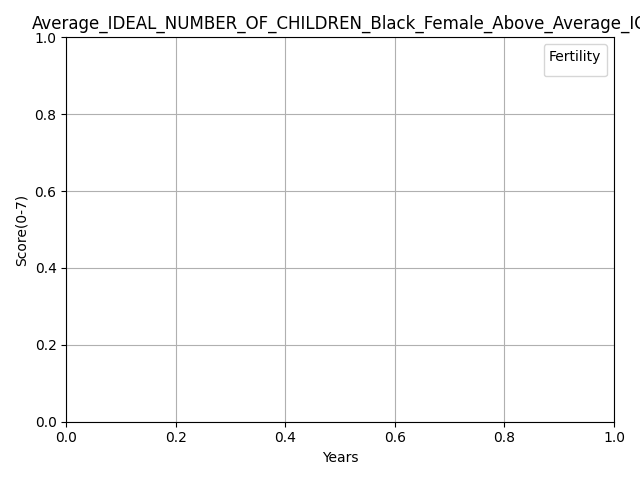 Average_IDEAL_NUMBER_OF_CHILDREN_Black_Female_Above_Average_IQ
Fertility
1.0
0.8
0.6
0.4
0.2
0.0
Score(0-7)
0.0 0.2 0.4 0.6 0.8 1.0
Years